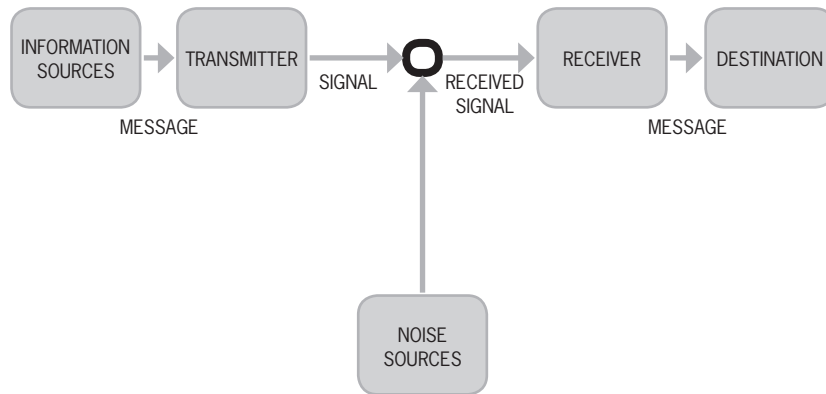 INFORMATION
SOURCES
TRANSMITTER
SIGNAL
RECEIVED
SIGNAL
RECEIVER
DESTINATION
MESSAGE
MESSAGE
NOISE
SOURCES